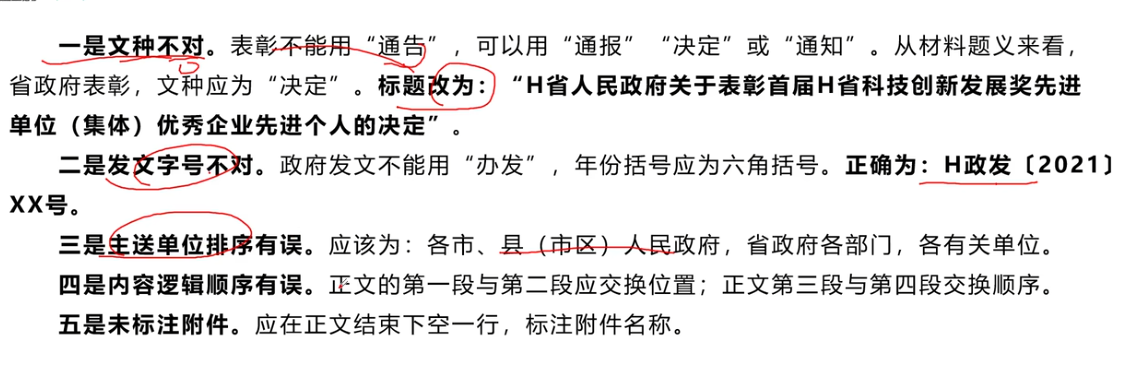 一是文种不对。表彰不能用“通告”，可以用“通报”“决定”或“通知”。从材料题义来看，
省政府表彰，文种应为“决定”。标题改为：“H省人民政府关于表彰首届H省科技创新发展奖先进
单位（集体）优秀企业先进个人的决定”。
二是发文字号不对。政府发文不能用“办发”，年份括号应为六角括号。正确为：H政发〔2021〕
XX号。
三是主送单位排序有误。应该为：各市、县（市区）人民政府，省政府各部门，各有关单位。
四是内容逻辑顺序有误。正文的第一段与第二段应交换位置；正文第三段与第四段交换顺序。
五是未标注附件。应在正文结束下空一行，标注附件名称。